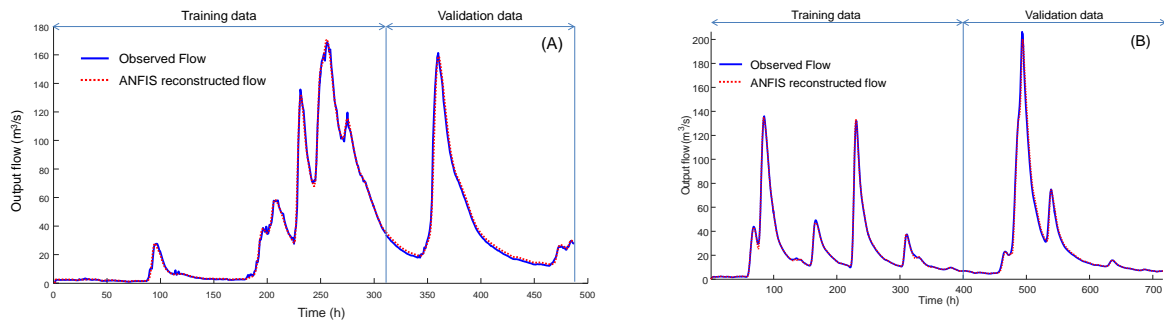 Training data
Validation data
(A)
Observed Flow
ANFIS reconstructed flow
Output flow (m³/s)
180
160
140
120
100
80
60
40
20
0
0
50
100
150
200
250
300
350
400
450
500
Time (h)
Training data
Validation data
(B)
Observed Flow
ANFIS reconstructed flow
Output flow (m³/s)
200
180
160
140
120
100
80
60
40
20
0
100
200
300
400
500
600
700
Time (h)